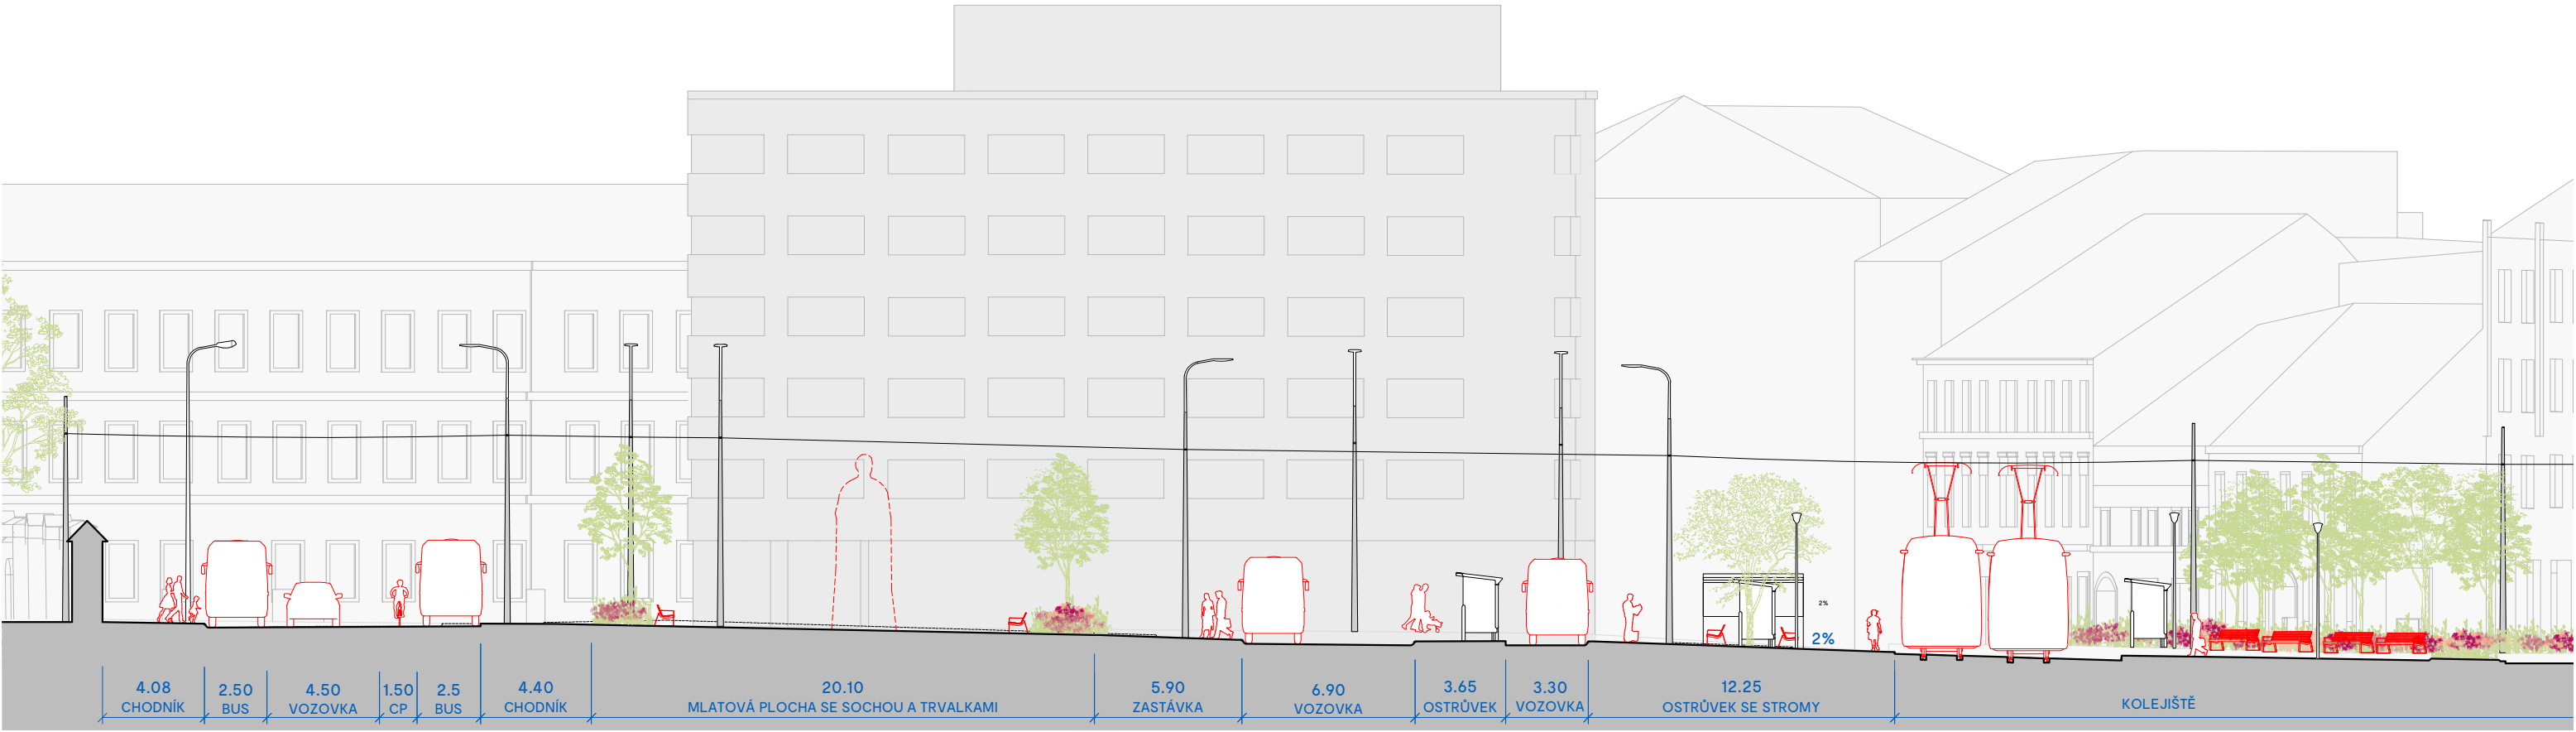 2%
2%
4.08
CHODNÍK
2.50
BUS
4.50
VOZOVKA
1.50
CP
2.5
BUS
4.40
CHODNÍK
20.10
MLATOVÁ PLOCHA SE SOCHOU A TRVALKAMI
5.90
ZASTÁVKA
6.90
VOZOVKA
3.65
OSTRŮVEK
3.30
VOZOVKA
12.25
OSTRŮVEK SE STROMY
KOLEJIŠTĚ